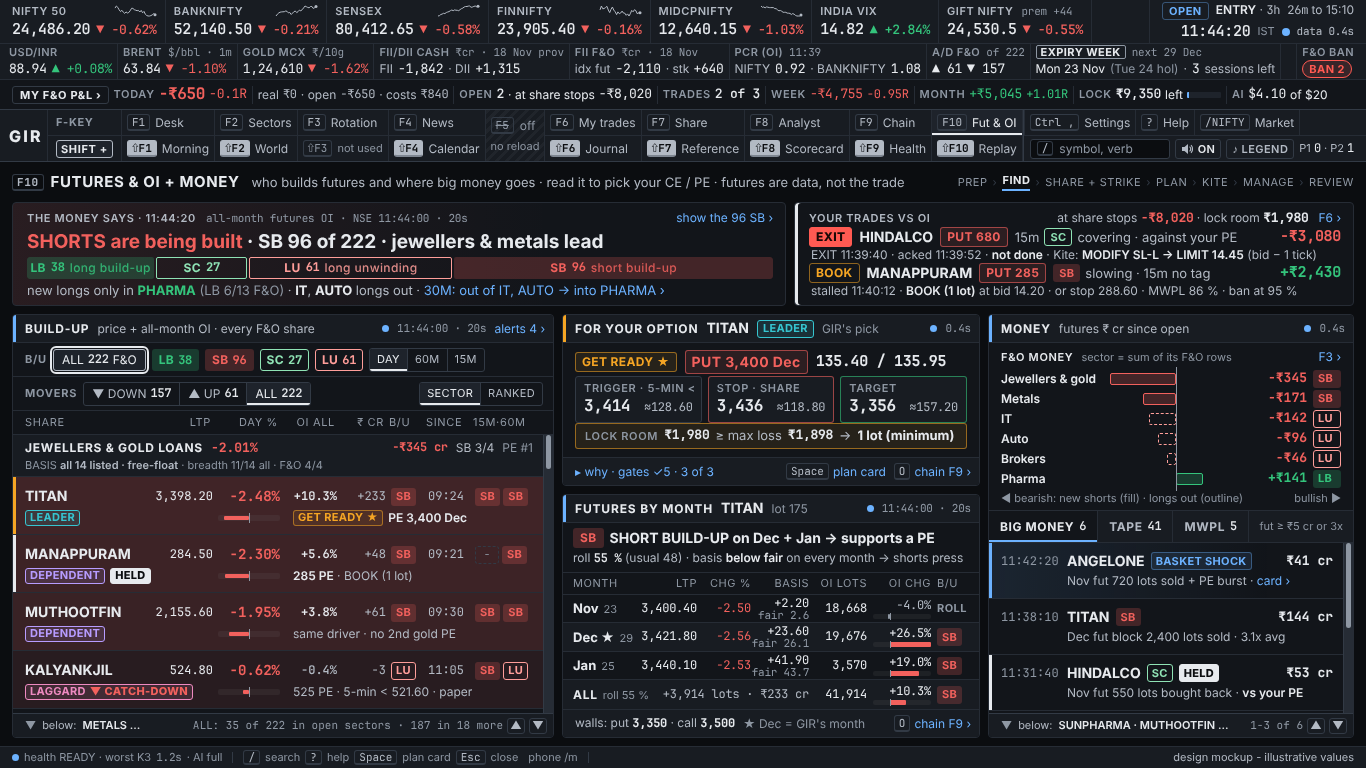 NIFTY 50
24,486.20 ▼ -0.62%
BANKNIFTY
52,140.50 ▼ -0.21%
SENSEX
80,412.65 ▼ -0.58%
FINNIFTY
23,905.40 ▼ -0.16%
MIDCPNIFTY
12,640.15 ▼ -1.03%
INDIA VIX
14.82 ▲ +2.84%
GIFT NIFTY prem +44
24,530.5 ▼ -0.55%
OPEN ENTRY · 3h 26m to 15:10
11:44:20 IST ● data 0.4s
USD/INR
88.94 ▲ +0.08%
BRENT $/bbl · 1m
63.84 ▼ -1.10%
GOLD MCX ₹/10g
1,24,610 ▼ -1.62%
FII/DII CASH ₹cr · 18 Nov prov
FII -1,842 · DII +1,315
FII F&O ₹cr · 18 Nov
idx fut -2,110 · stk +640
PCR (OI) 11:39
NIFTY 0.92 · BANKNIFTY 1.08
A/D F&O of 222
▲ 61 ▼ 157
EXPIRY WEEK next 29 Dec
Mon 23 Nov (Tue 24 hol) · 3 sessions left
F&O BAN
BAN 2
MY F&O P&L › TODAY -₹650 -0.1R real ₹0 · open -₹650 · costs ₹840 OPEN 2 · at share stops -₹8,020 TRADES 2 of 3 WEEK -₹4,755 -0.95R MONTH +₹5,045 +1.01R LOCK ₹9,350 left AI $4.10 of $20
GIR
F-KEY F1 Desk F2 Sectors F3 Rotation F4 News F5 off F6 My trades F7 Share F8 Analyst F9 Chain F10 Fut & OI Ctrl , Settings ? Help /NIFTY Market
SHIFT + ⇧F1 Morning ⇧F2 World ⇧F3 not used ⇧F4 Calendar no reload ⇧F6 Journal ⇧F7 Reference ⇧F8 Scorecard ⇧F9 Health ⇧F10 Replay / symbol, verb ON ♪ LEGEND P1 0 · P2 1
F10 FUTURES & OI + MONEY who builds futures and where big money goes · read it to pick your CE / PE · futures are data, not the trade
PREP › FIND › SHARE + STRIKE › PLAN › KITE › MANAGE › REVIEW
THE MONEY SAYS · 11:44:20 all-month futures OI · NSE 11:44:00 · 20s show the 96 SB ›
SHORTS are being built · SB 96 of 222 · jewellers & metals lead
LB 38 long build-up SC 27 LU 61 long unwinding SB 96 short build-up
new longs only in PHARMA (LB 6/13 F&O) · IT, AUTO longs out · 30M: out of IT, AUTO → into PHARMA ›
YOUR TRADES VS OI at share stops -₹8,020 · lock room ₹1,980 F6 ›
EXIT HINDALCO PUT 680 15m SC covering · against your PE -₹3,080
EXIT 11:39:40 · acked 11:39:52 · not done · Kite: MODIFY SL-L → LIMIT 14.45 (bid − 1 tick)
BOOK MANAPPURAM PUT 285 SB slowing · 15m no tag +₹2,430
stalled 11:40:12 · BOOK (1 lot) at bid 14.20 · or stop 288.60 · MWPL 86 % · ban at 95 %
BUILD-UP price + all-month OI · every F&O share ● 11:44:00 · 20s alerts 4 ›
B/U ALL 222 F&O LB 38 SB 96 SC 27 LU 61 DAY 60M 15M
MOVERS ▼ DOWN 157 ▲ UP 61 ALL 222 SECTOR RANKED
SHARE LTP DAY % OI ALL ₹ CR B/U SINCE 15M·60M
JEWELLERS & GOLD LOANS -2.01% -₹345 cr SB 3/4 PE #1
BASIS all 14 listed · free-float · breadth 11/14 all · F&O 4/4
TITAN 3,398.20 -2.48% +10.3% +233 SB 09:24 SB SB
LEADER GET READY ★ PE 3,400 Dec
MANAPPURAM 284.50 -2.30% +5.6% +48 SB 09:21 - SB
DEPENDENT HELD 285 PE · BOOK (1 lot)
MUTHOOTFIN 2,155.60 -1.95% +3.8% +61 SB 09:30 SB SB
DEPENDENT same driver · no 2nd gold PE
KALYANKJIL 524.80 -0.62% -0.4% -3 LU 11:05 SB LU
LAGGARD ▼ CATCH-DOWN 525 PE · 5-min < 521.60 · paper
▼ below: METALS ... ALL: 35 of 222 in open sectors · 187 in 18 more ▲ ▼
FOR YOUR OPTION TITAN LEADER GIR's pick ● 0.4s
GET READY ★ PUT 3,400 Dec 135.40 / 135.95
TRIGGER · 5-MIN < STOP · SHARE TARGET
3,414 ≈128.60 3,436 ≈118.80 3,356 ≈157.20
LOCK ROOM ₹1,980 ≥ max loss ₹1,898 → 1 lot (minimum)
▸ why · gates ✓5 · 3 of 3 Space plan card O chain F9 ›
FUTURES BY MONTH TITAN lot 175 ● 11:44:00 · 20s
SB SHORT BUILD-UP on Dec + Jan → supports a PE
roll 55 % (usual 48) · basis below fair on every month → shorts press
MONTH LTP CHG % BASIS OI LOTS OI CHG B/U
Nov 23 3,400.40 -2.50 +2.20 18,668 -4.0% ROLL
fair 2.6
Dec ★ 29 3,421.80 -2.56 +23.60 19,676 +26.5% SB
fair 26.1
Jan 25 3,440.10 -2.53 +41.90 3,570 +19.0% SB
fair 43.7
ALL roll 55 % +3,914 lots · ₹233 cr 41,914 +10.3% SB
walls: put 3,350 · call 3,500 ★ Dec = GIR's month O chain F9 ›
MONEY futures ₹ cr since open ● 0.4s
F&O MONEY sector = sum of its F&O rows F3 ›
Jewellers & gold -₹345 SB
Metals -₹171 SB
IT -₹142 LU
Auto -₹96 LU
Brokers -₹46 LU
Pharma +₹141 LB
◀ bearish: new shorts (fill) · longs out (outline) bullish ▶
BIG MONEY 6 TAPE 41 MWPL 5 fut ≥ ₹5 cr or 3x
11:42:20 ANGELONE BASKET SHOCK ₹41 cr
Nov fut 720 lots sold + PE burst · card ›
11:38:10 TITAN SB ₹144 cr
Dec fut block 2,400 lots sold · 3.1x avg
11:31:40 HINDALCO SC HELD ₹53 cr
Nov fut 550 lots bought back · vs your PE
▼ below: SUNPHARMA · MUTHOOTFIN ... 1-3 of 6 ▲ ▼
● health READY · worst K3 1.2s · AI full / search ? help Space plan card Esc close phone /m design mockup - illustrative values